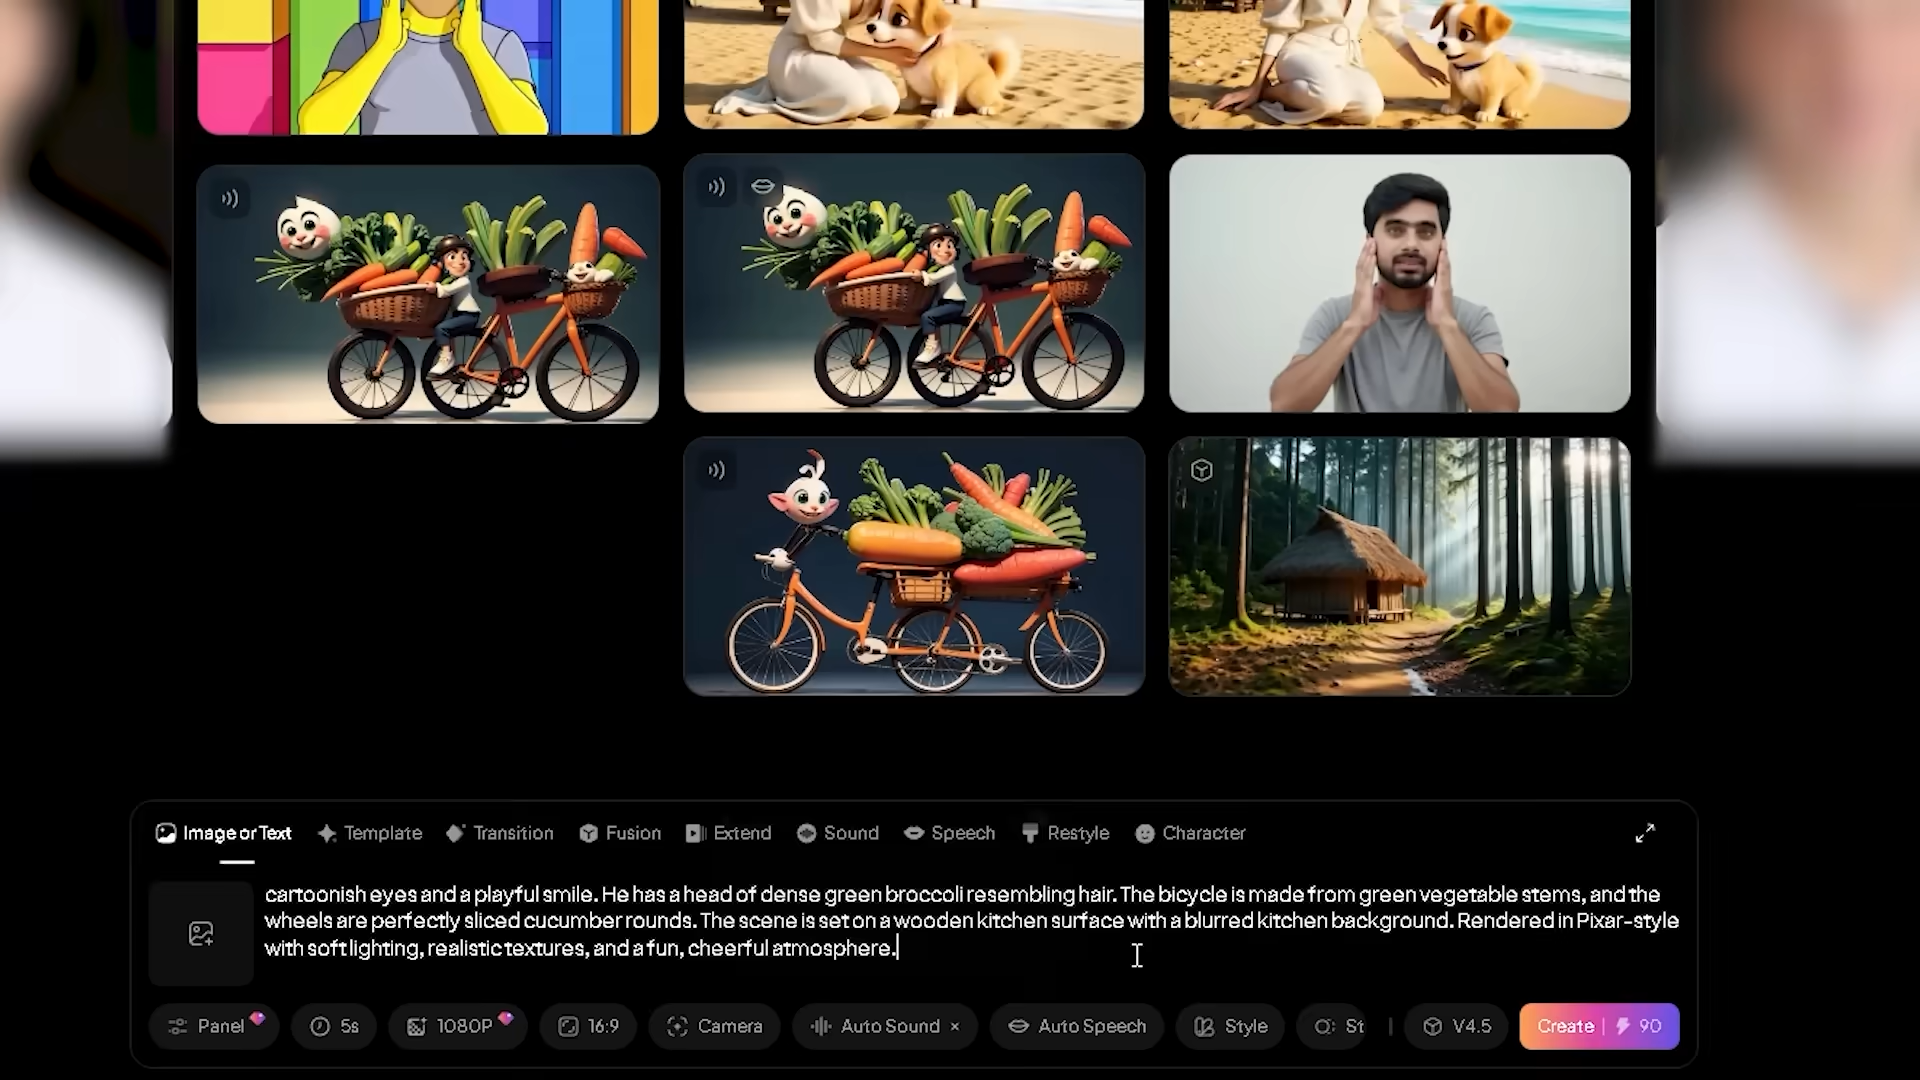 Image or Text
Template
Transition
Fusion
Extend
Sound
Speech
Restyle
Character
cartoonish eyes and a playful smile. He has a head of dense green broccoli resembling hair. The bicycle is made from green vegetable stems, and the
wheels are perfectly sliced cucumber rounds. The scene is set on a wooden kitchen surface with a blurred kitchen background. Rendered in Pixar-style
with soft lighting, realistic textures, and a fun, cheerful atmosphere.
Panel
5s
1080P
16:9
Camera
Auto Sound ×
Auto Speech
Style
St
V4.5
Create | 90